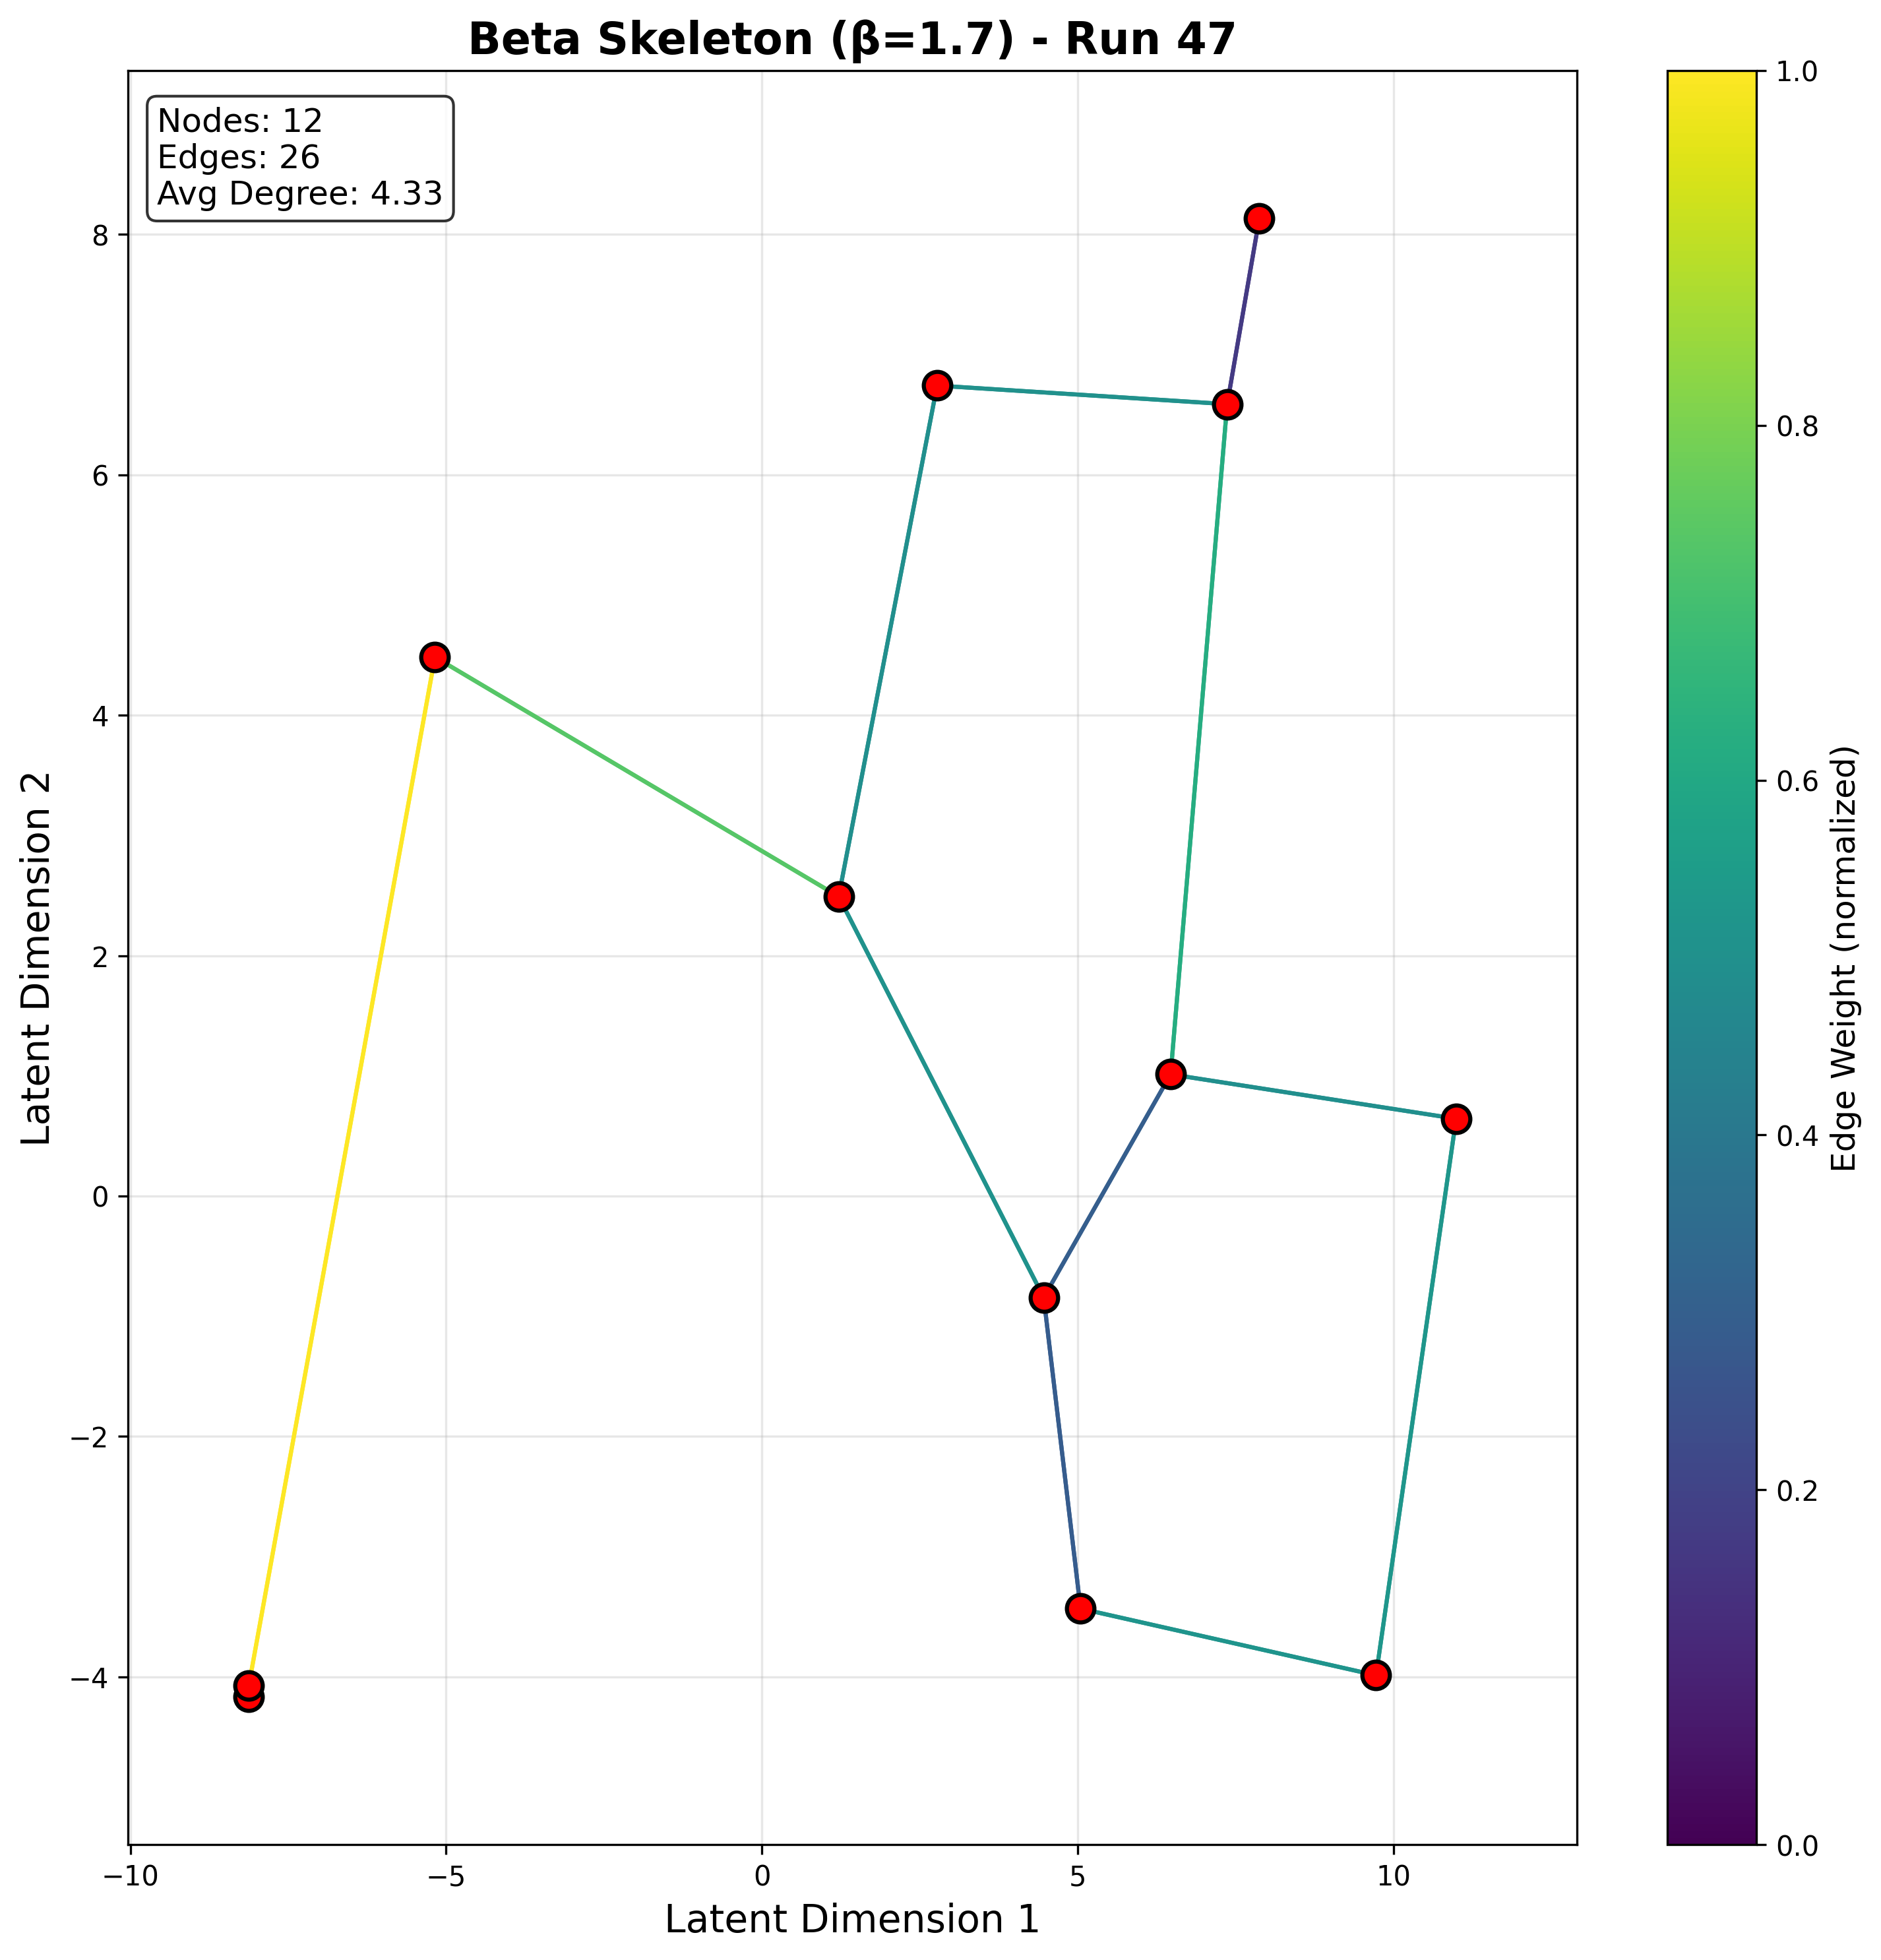 Beta Skeleton (β=1.7) - Run 47
Nodes: 12
Edges: 26
Avg Degree: 4.33
8
6
4
2
0
−2
−4
Latent Dimension 2
−10
−5
0
5
10
Latent Dimension 1
1.0
0.8
0.6
0.4
0.2
0.0
Edge Weight (normalized)